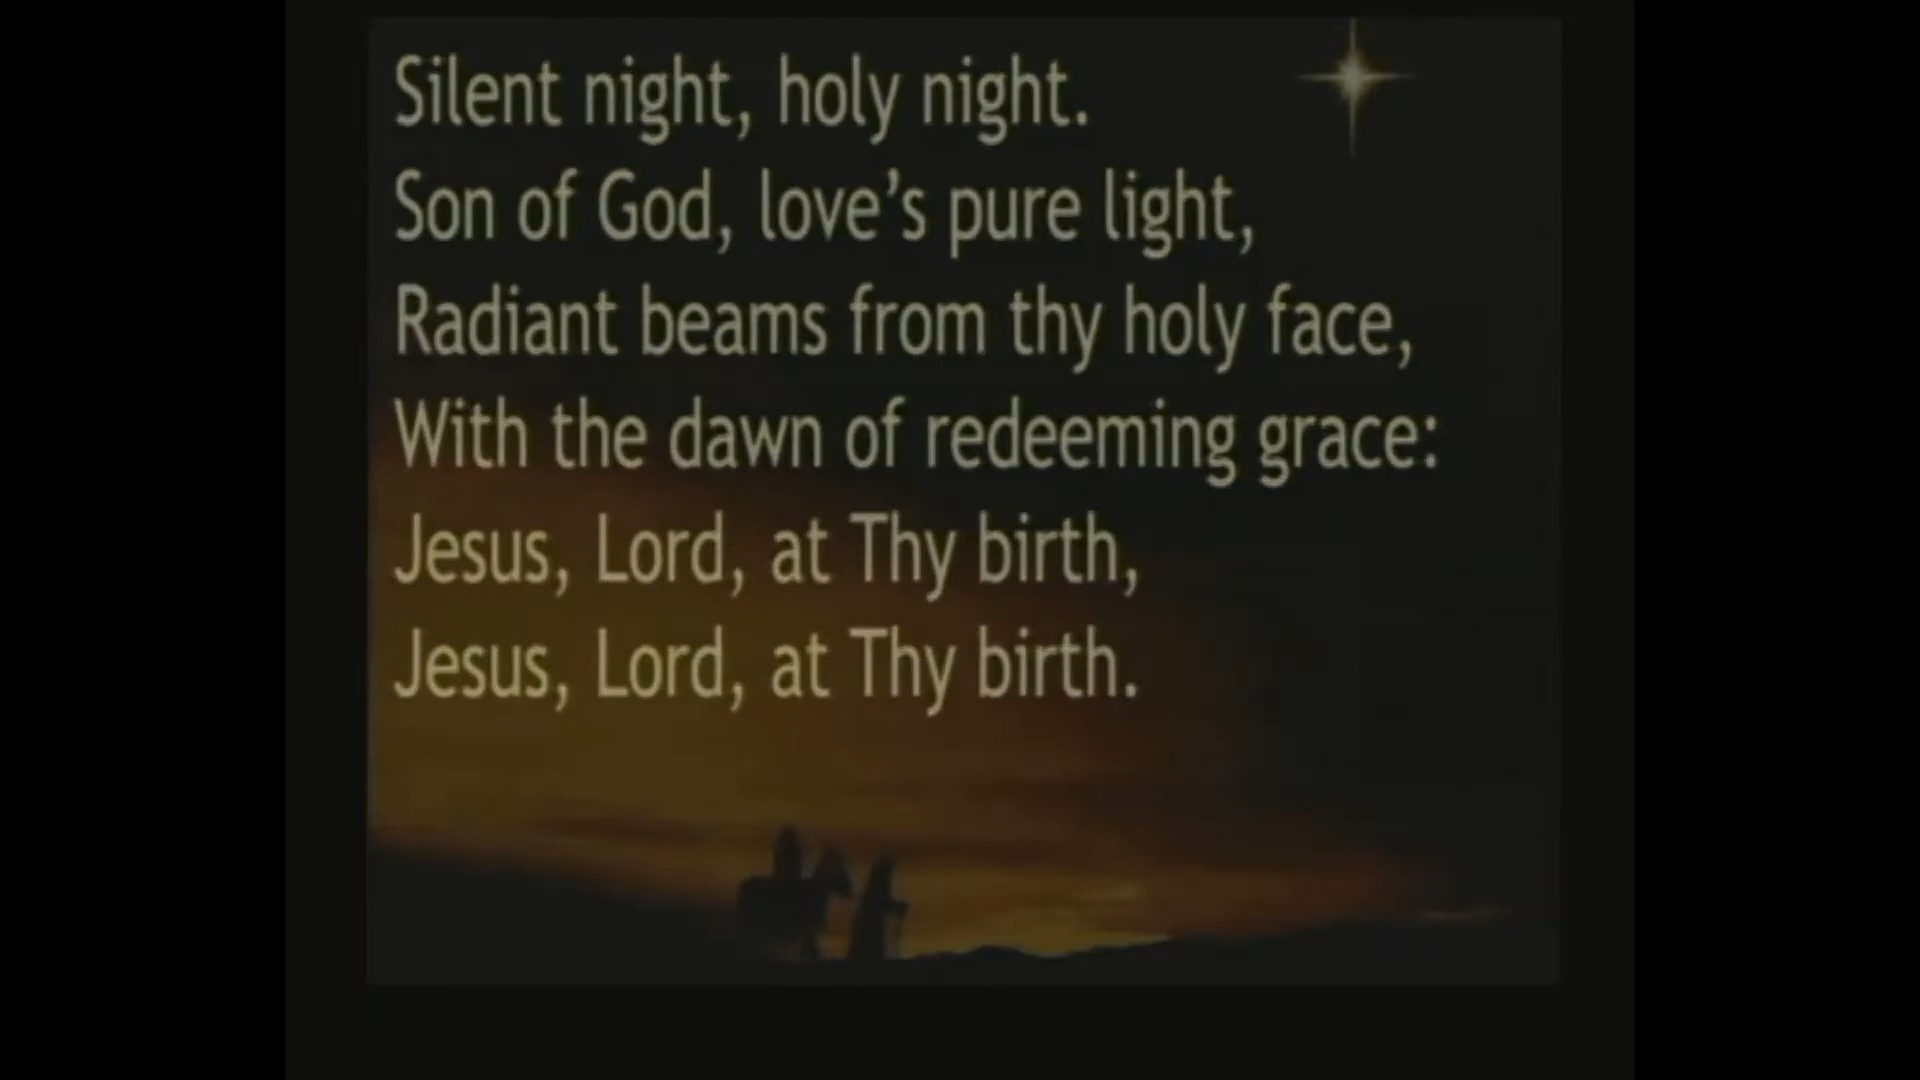 Silent night, holy night.
Son of God, love’s pure light,
Radiant beams from thy holy face,
With the dawn of redeeming grace:
Jesus, Lord, at Thy birth,
Jesus, Lord, at Thy birth.